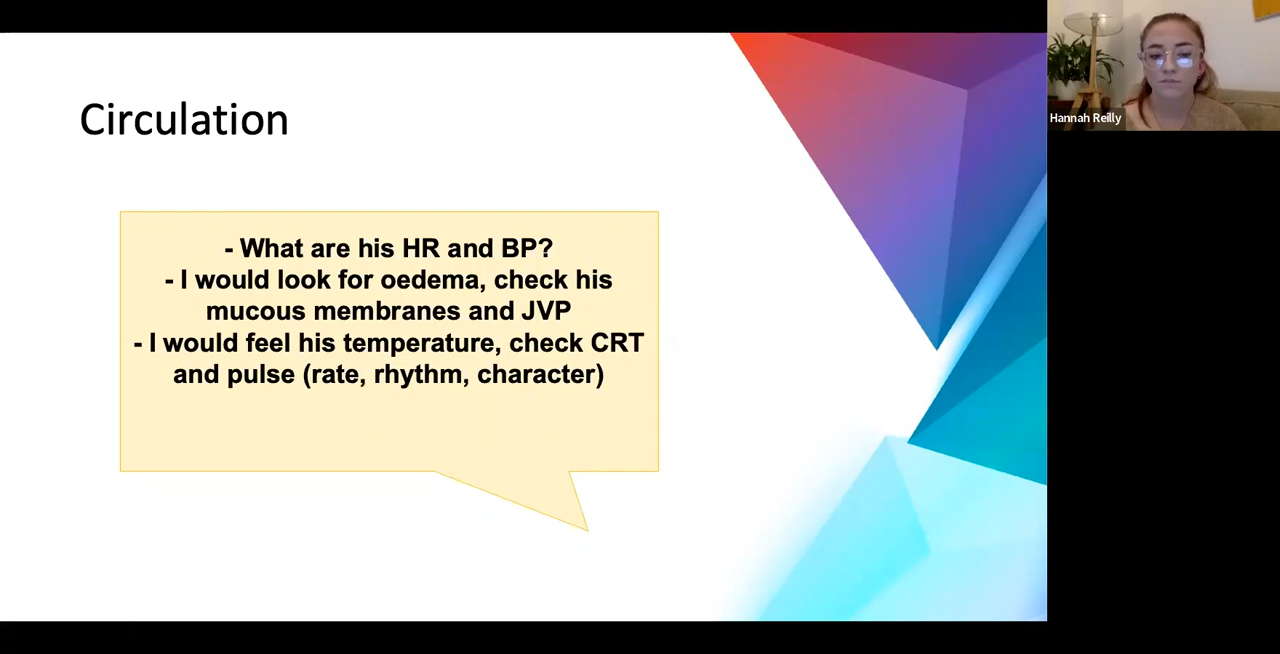 Circulation
- What are his HR and BP?
- I would look for oedema, check his
mucous membranes and JVP
- I would feel his temperature, check CRT
and pulse (rate, rhythm, character)
Hannah Reilly